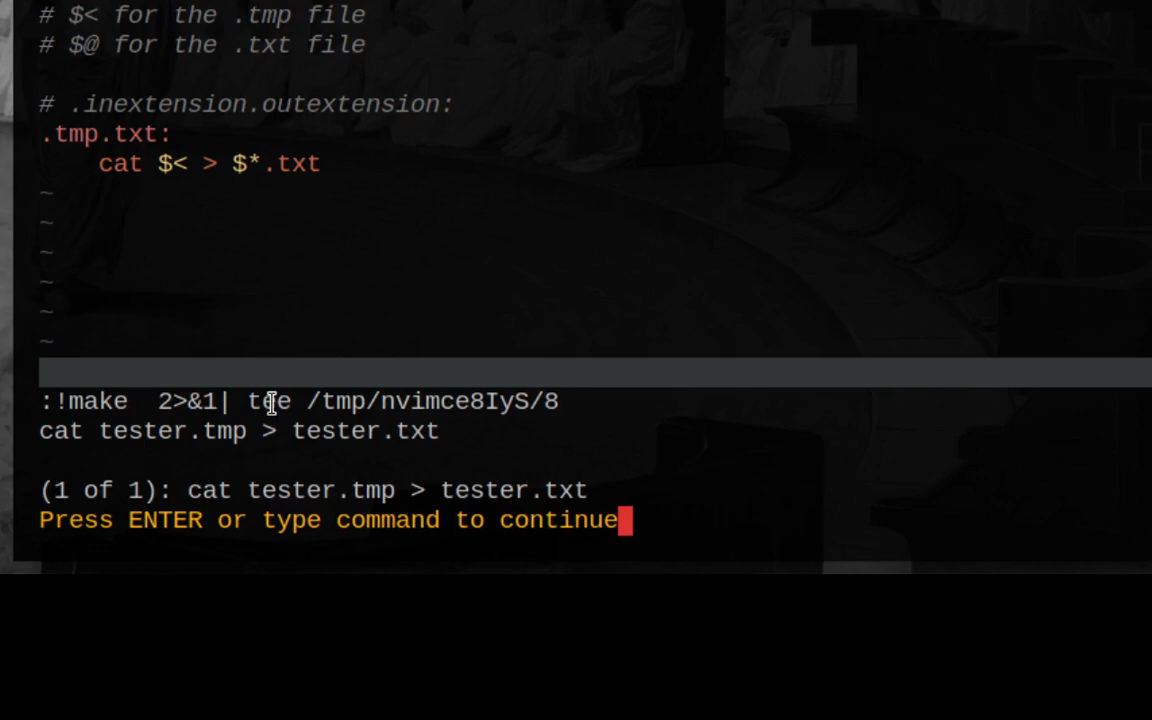 # $< for the .tmp file
# $@ for the .txt file
# .inextension.outextension:
.tmp.txt:
cat $< > $*.txt
~
~
~
~
~
~
:!make  2>&1| tee /tmp/nvimce8IyS/8
cat tester.tmp > tester.txt
(1 of 1): cat tester.tmp > tester.txt
Press ENTER or type command to continue